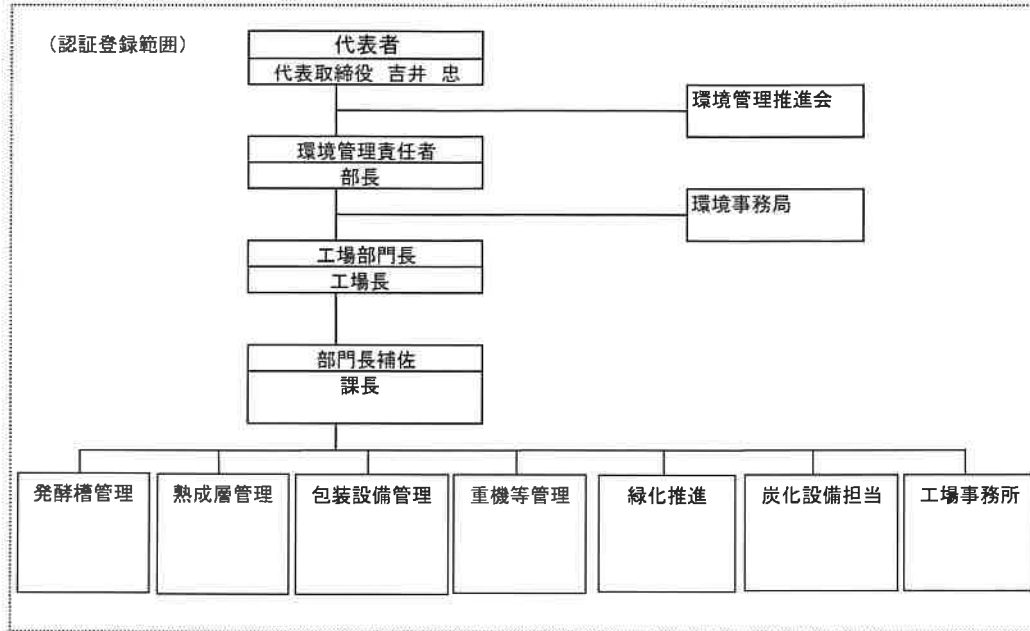 （認証登録範囲）
代表者
代表取締役 吉井 忠
環境管理推進会
環境管理責任者
部長
環境事務局
工場部門長
工場長
部門長補佐
課長
発酵槽管理
熟成層管理
包装設備管理
重機等管理
緑化推進
炭化設備担当
工場事務所